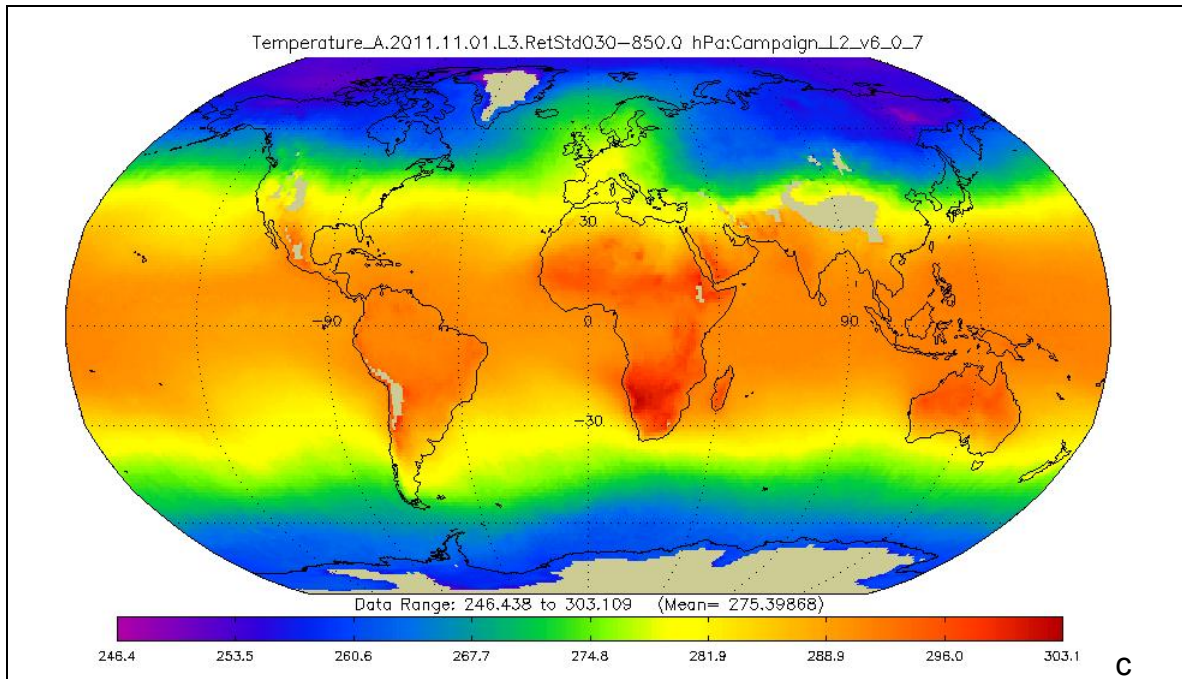 Temperature_A.2011.11.01.L3.RetStd030-850.0 hPa:Campaign_L2_v6_0_7
30
-90 0 90
-30
Data Range: 246.438 to 303.109 (Mean= 275.39868)
246.4 253.5 260.6 267.7 274.8 281.9 288.9 296.0 303.1
c